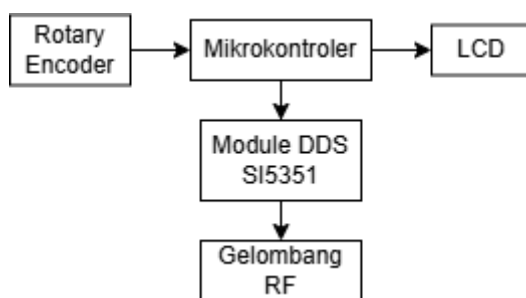 Rotary
Encoder
Mikrokontroler
LCD
Module DDS
SI5351
Gelombang
RF